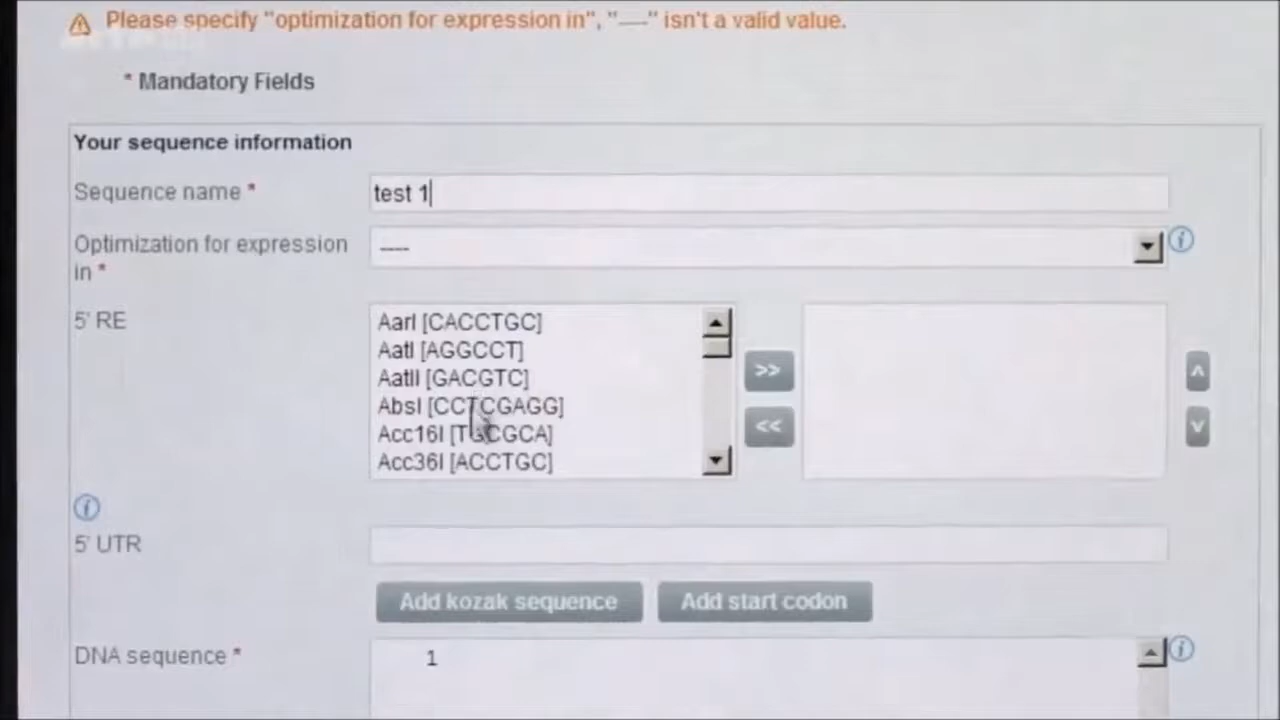 Please specify "optimization for expression in", "----" isn't a valid value.
* Mandatory Fields
Your sequence information
Sequence name *
test 1
Optimization for expression
in *
----
5' RE
AarI [CACCTGC]
AatI [AGGCCT]
AatII [GACGTC]
AbsI [CCTCGAGG]
Acc16I [TGCGCA]
Acc36I [ACCTGC]
>>
<<
^
v
i
5' UTR
Add kozak sequence
Add start codon
DNA sequence *
1